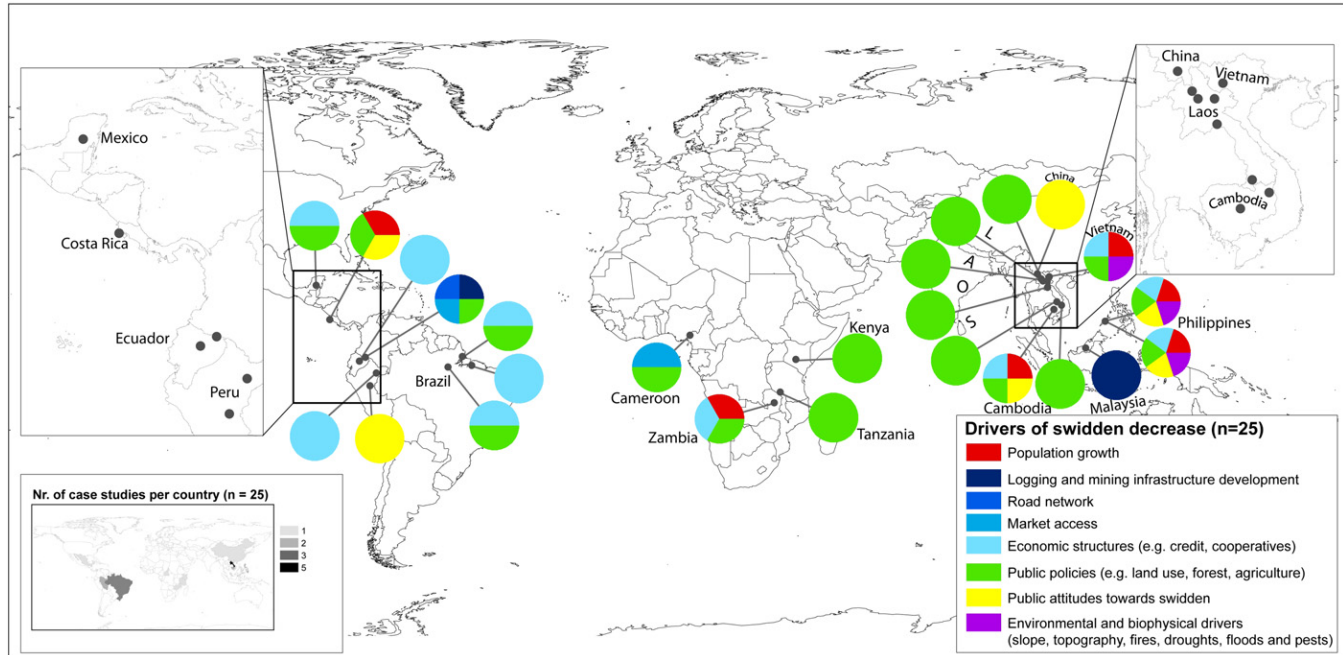 China
Vietnam
Laos
Cambodia
Mexico
Costa Rica
Ecuador
Peru
China
L
A
O
S
Vietnam
Philippines
Kenya
Brazil
Cameroon
Cambodia
Malaysia
Zambia
Tanzania
Drivers of swidden decrease (n=25)
Population growth
Logging and mining infrastructure development
Road network
Market access
Economic structures (e.g. credit, cooperatives)
Public policies (e.g. land use, forest, agriculture)
Public attitudes towards swidden
Environmental and biophysical drivers
(slope, topography, fires, droughts, floods and pests)
Nr. of case studies per country (n = 25)
1
2
3
5